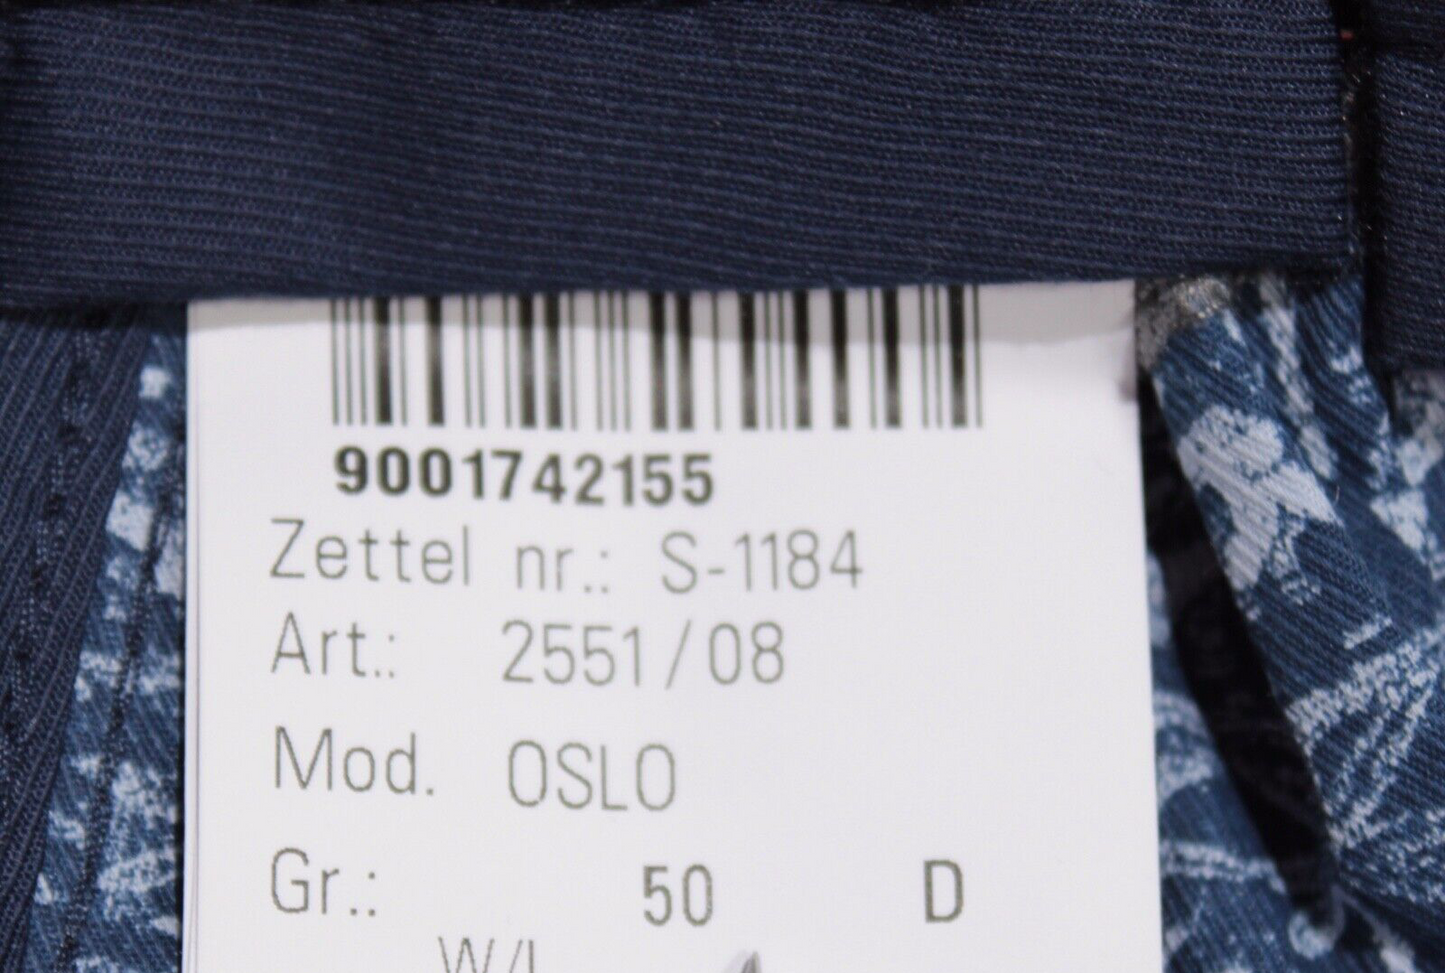 9001742155
Zettel nr.: S-1184
Art.: 2551/08
Mod. OSLO
Gr.: 50 D
W/L